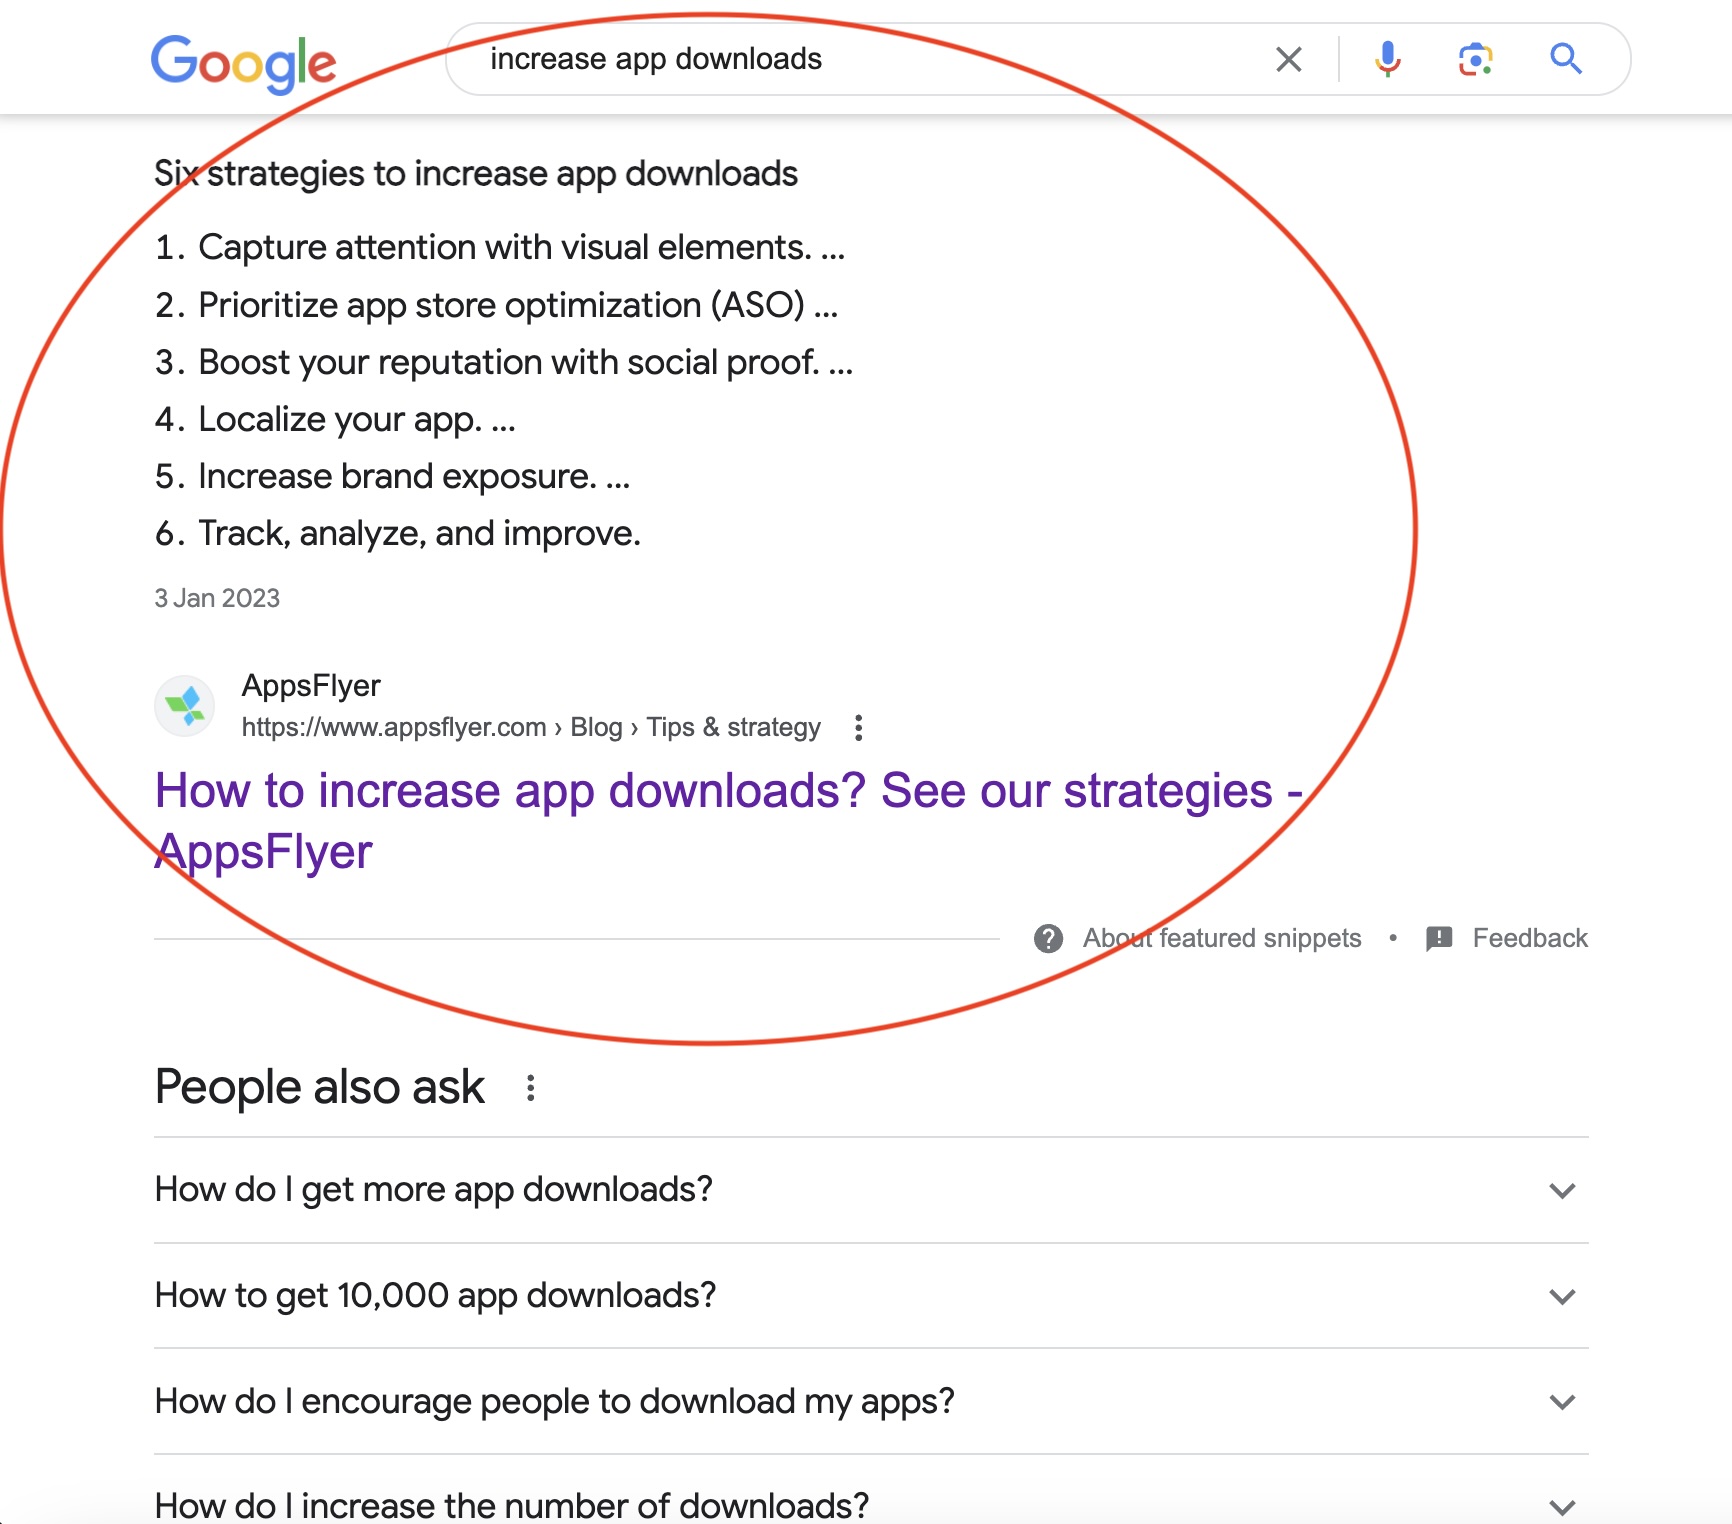 Google
increase app downloads
Six strategies to increase app downloads
1. Capture attention with visual elements. ...
2. Prioritize app store optimization (ASO) ...
3. Boost your reputation with social proof. ...
4. Localize your app. ...
5. Increase brand exposure. ...
6. Track, analyze, and improve.
3 Jan 2023
AppsFlyer
https://www.appsflyer.com › Blog › Tips & strategy
How to increase app downloads? See our strategies -
AppsFlyer
About featured snippets • Feedback
People also ask
How do I get more app downloads?
How to get 10,000 app downloads?
How do I encourage people to download my apps?
How do I increase the number of downloads?